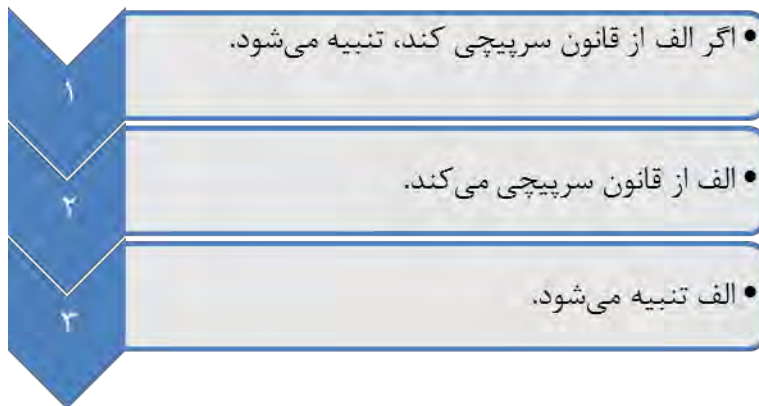 ۱
• اگر الف از قانون سرپیچی کند، تنبیه می‌شود.
۲
• الف از قانون سرپیچی می‌کند.
۳
• الف تنبیه می‌شود.